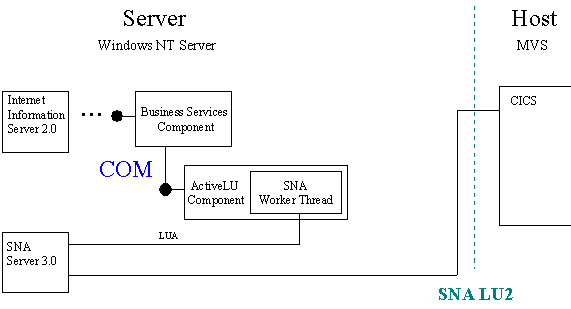 Server
Windows NT Server
Host
MVS
Internet
Information
Server 2.0
...
Business Services
Component
CICS
COM
ActiveLU
Component
SNA
Worker Thread
LUA
SNA
Server 3.0
SNA LU2